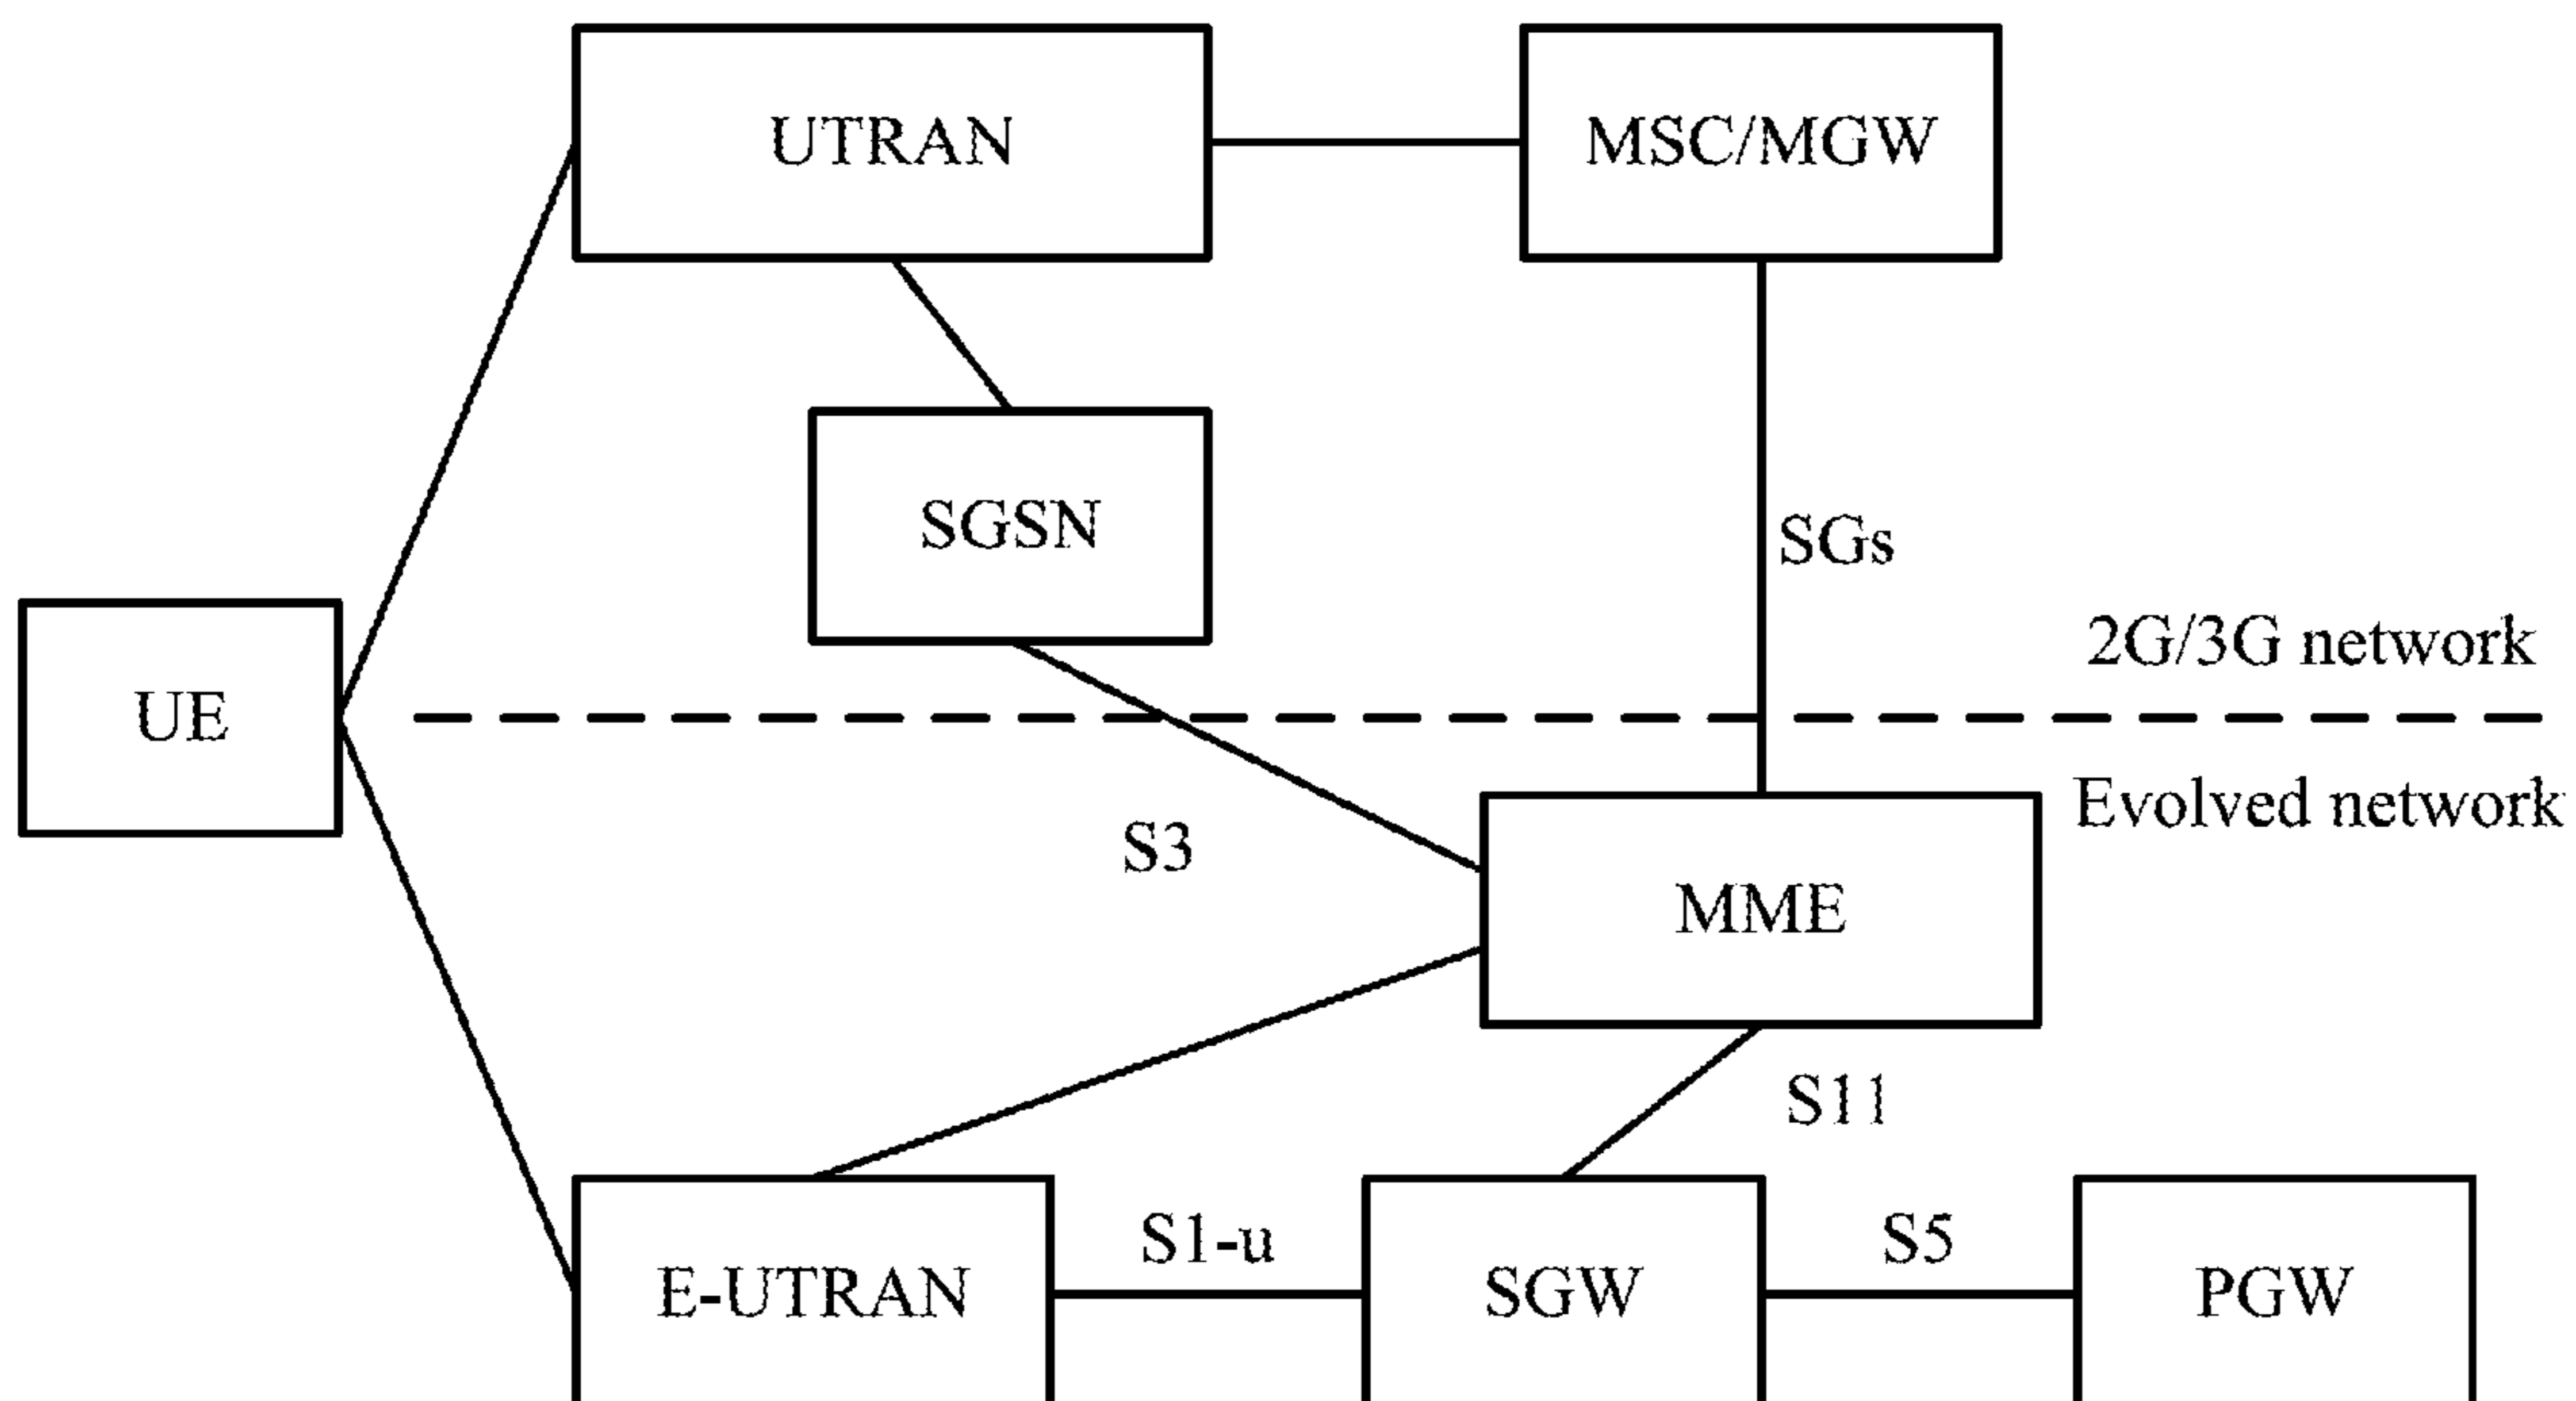 UTRAN
MSC/MGW
SGSN
SGs
2G/3G network
UE
Evolved network
S3
MME
S11
S1-u
S5
E-UTRAN
SGW
PGW